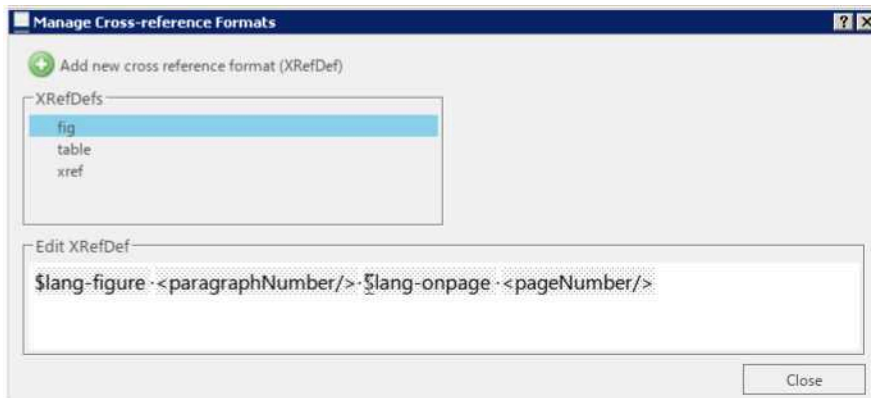 Manage Cross-reference Formats
Add new cross reference format (XRefDef)
XRefDefs
fig
table
xref
Edit XRefDef
$lang-figure ·<paragraphNumber/>·$lang-onpage ·<pageNumber/>
Close